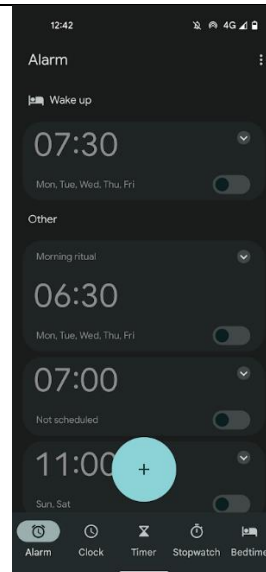 12:42
4G
Alarm
Wake up
07:30
Mon, Tue, Wed, Thu, Fri
Other
Morning ritual
06:30
Mon, Tue, Wed, Thu, Fri
07:00
Not scheduled
11:00
+
Sun, Sat
Alarm Clock Timer Stopwatch Bedtime